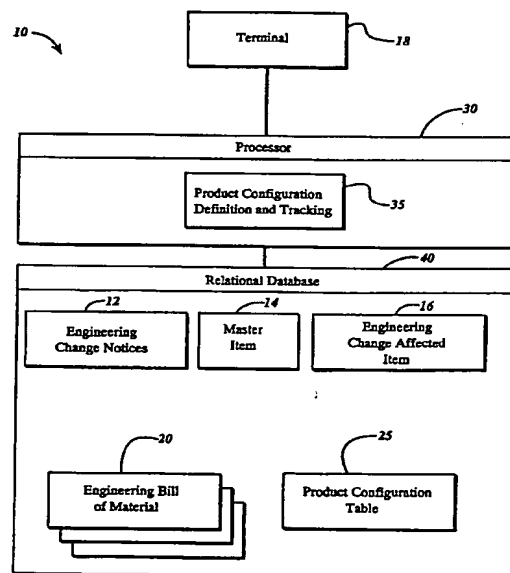 10
Terminal
18
30
Processor
Product Configuration
Definition and Tracking
35
40
Relational Database
12
14
16
Engineering
Change Notices
Master
Item
Engineering
Change Affected
Item
20
25
Engineering Bill
of Material
Product Configuration
Table